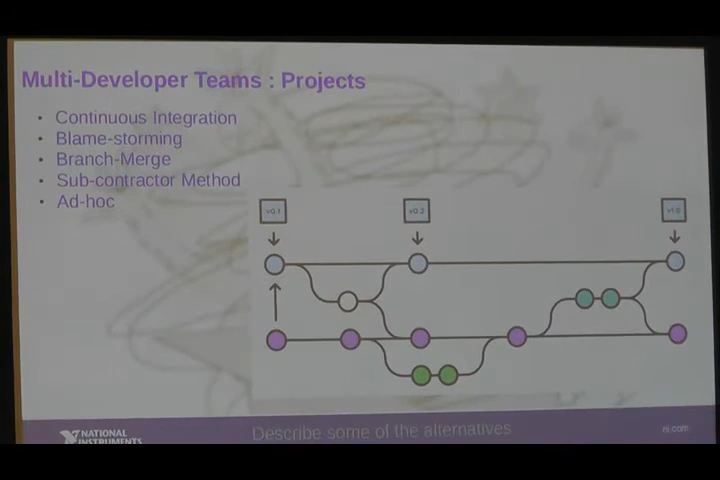 Multi-Developer Teams : Projects
• Continuous Integration
• Blame-storming
• Branch-Merge
• Sub-contractor Method
• Ad-hoc
v0.1
v0.2
v1.0
NATIONAL
INSTRUMENTS
Describe some of the alternatives
ni.com